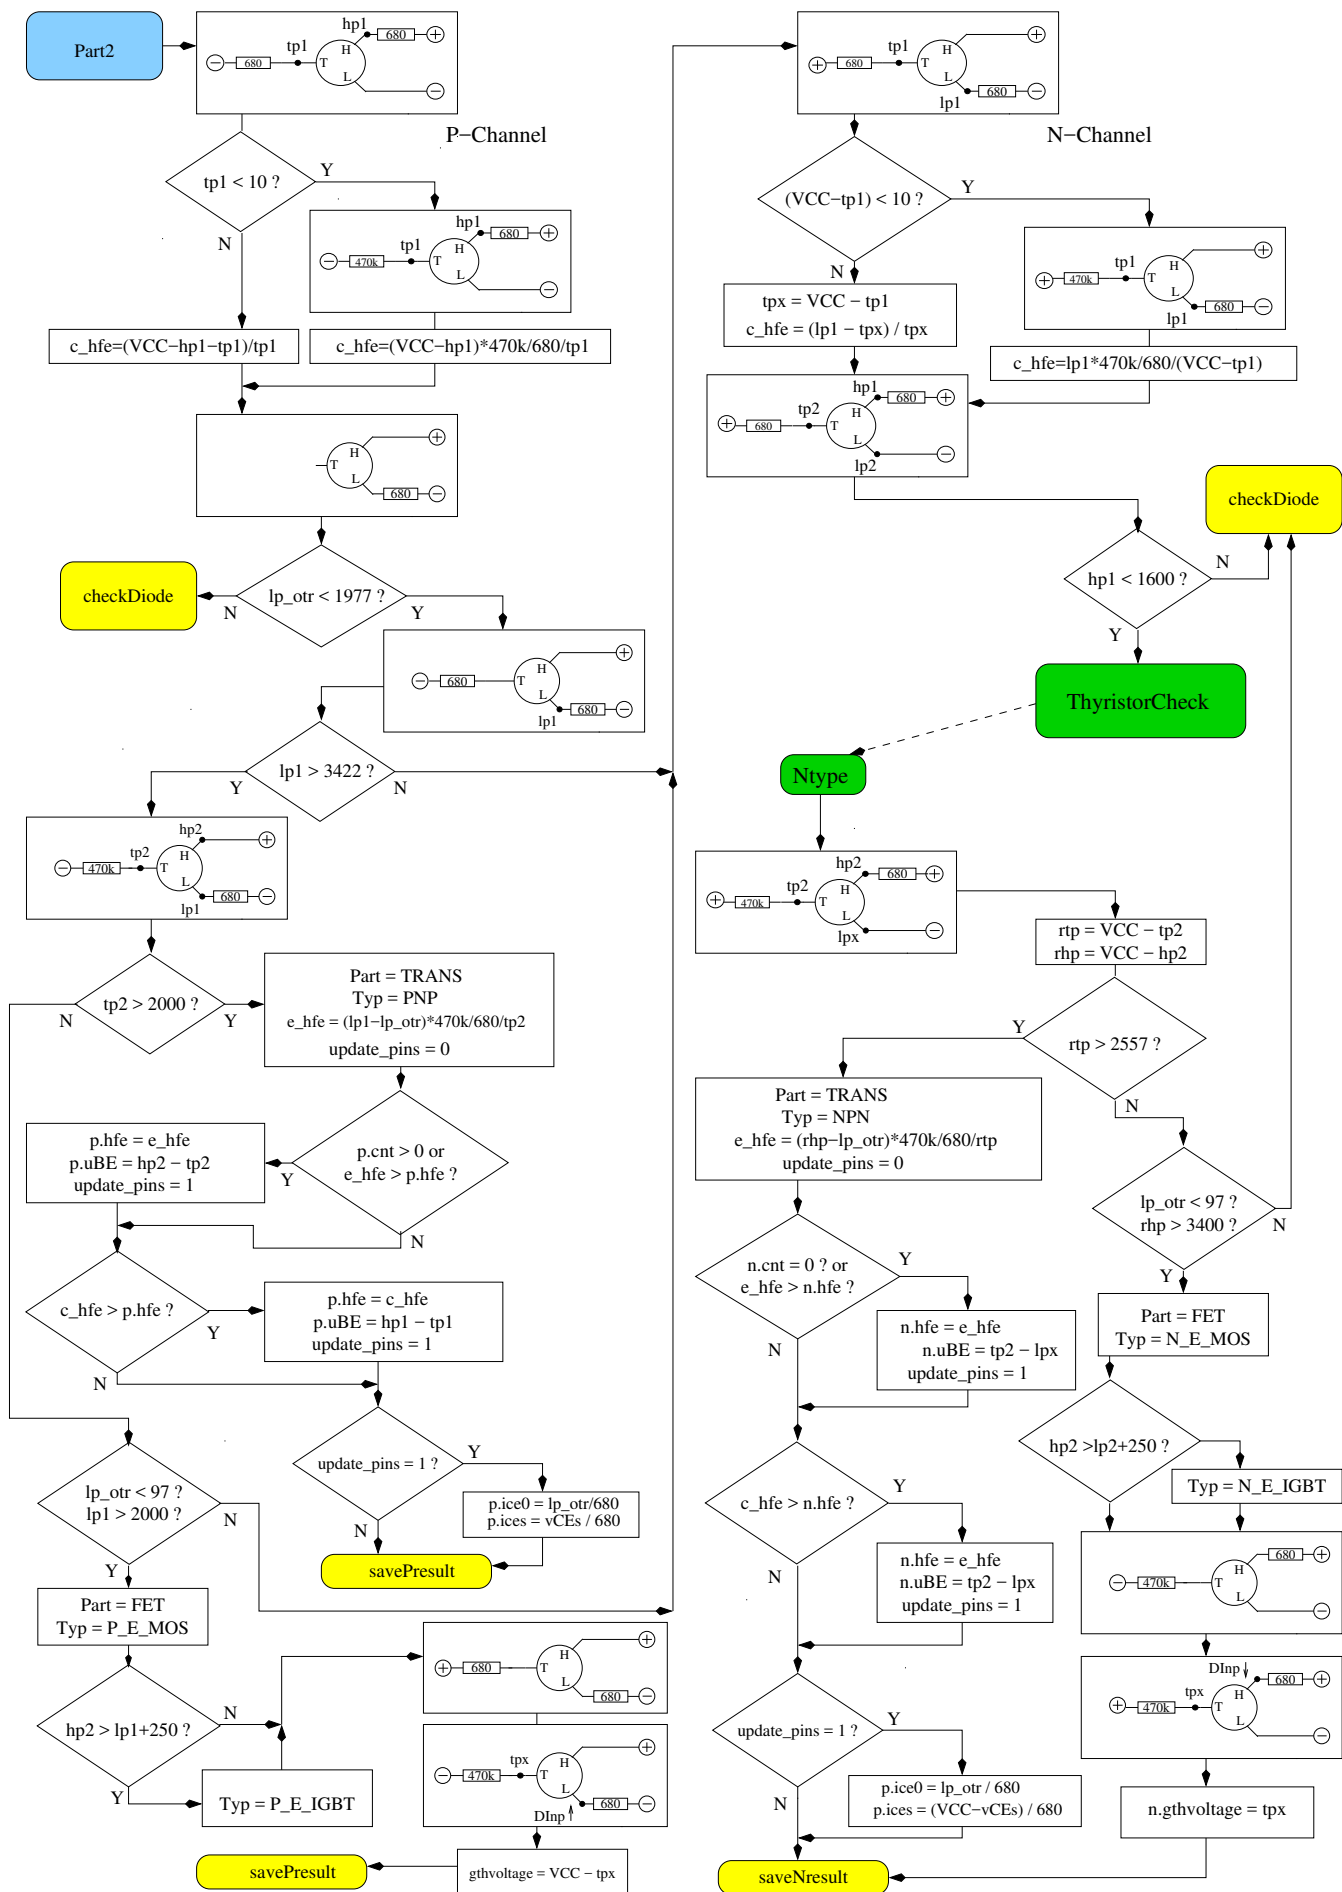 Part2
hp1
tp1
680
680
T
H
L
−
+
−
P−Channel
tp1 < 10 ?
Y
N
hp1
tp1
680
470k
T
H
L
−
+
−
c_hfe=(VCC−hp1−tp1)/tp1
c_hfe=(VCC−hp1)*470k/680/tp1
T
H
L
680
+
−
checkDiode
N
lp_otr < 1977 ?
Y
680
T
H
L
lp1
680
−
+
−
lp1 > 3422 ?
Y
N
hp2
tp2
470k
T
H
L
lp1
680
−
+
−
tp2 > 2000 ?
N
Y
Part = TRANS
Typ = PNP
e_hfe = (lp1−lp_otr)*470k/680/tp2
update_pins = 0
p.cnt > 0 or
e_hfe > p.hfe ?
Y
N
p.hfe = e_hfe
p.uBE = hp2 − tp2
update_pins = 1
c_hfe > p.hfe ?
Y
N
p.hfe = c_hfe
p.uBE = hp1 − tp1
update_pins = 1
update_pins = 1 ?
Y
N
p.ice0 = lp_otr/680
p.ices = vCEs / 680
savePresult
lp_otr < 97 ?
lp1 > 2000 ?
N
Y
Part = FET
Typ = P_E_MOS
hp2 > lp1+250 ?
N
Y
Typ = P_E_IGBT
680
T
H
L
680
+
+
−
tpx
470k
T
H
L
680
DInp
−
+
−
gthvoltage = VCC − tpx
savePresult
tp1
680
T
H
L
lp1
680
+
+
−
N−Channel
(VCC−tp1) < 10 ?
Y
N
tp1
470k
T
H
L
lp1
680
+
+
−
tpx = VCC − tp1
c_hfe = (lp1 − tpx) / tpx
c_hfe=lp1*470k/680/(VCC−tp1)
hp1
tp2
680
680
T
H
L
lp2
+
+
−
checkDiode
hp1 < 1600 ?
N
Y
ThyristorCheck
Ntype
hp2
tp2
680
470k
T
H
L
lpx
+
+
−
rtp = VCC − tp2
rhp = VCC − hp2
rtp > 2557 ?
Y
N
Part = TRANS
Typ = NPN
e_hfe = (rhp−lp_otr)*470k/680/rtp
update_pins = 0
lp_otr < 97 ?
rhp > 3400 ?
N
Y
n.cnt = 0 ? or
e_hfe > n.hfe ?
Y
N
n.hfe = e_hfe
n.uBE = tp2 − lpx
update_pins = 1
Part = FET
Typ = N_E_MOS
hp2 >lp2+250 ?
Y
N
Typ = N_E_IGBT
c_hfe > n.hfe ?
Y
N
n.hfe = e_hfe
n.uBE = tp2 − lpx
update_pins = 1
680
470k
T
H
L
−
+
−
DInp
tpx
680
470k
T
H
L
+
+
−
update_pins = 1 ?
Y
N
p.ice0 = lp_otr / 680
p.ices = (VCC−vCEs) / 680
n.gthvoltage = tpx
saveNresult